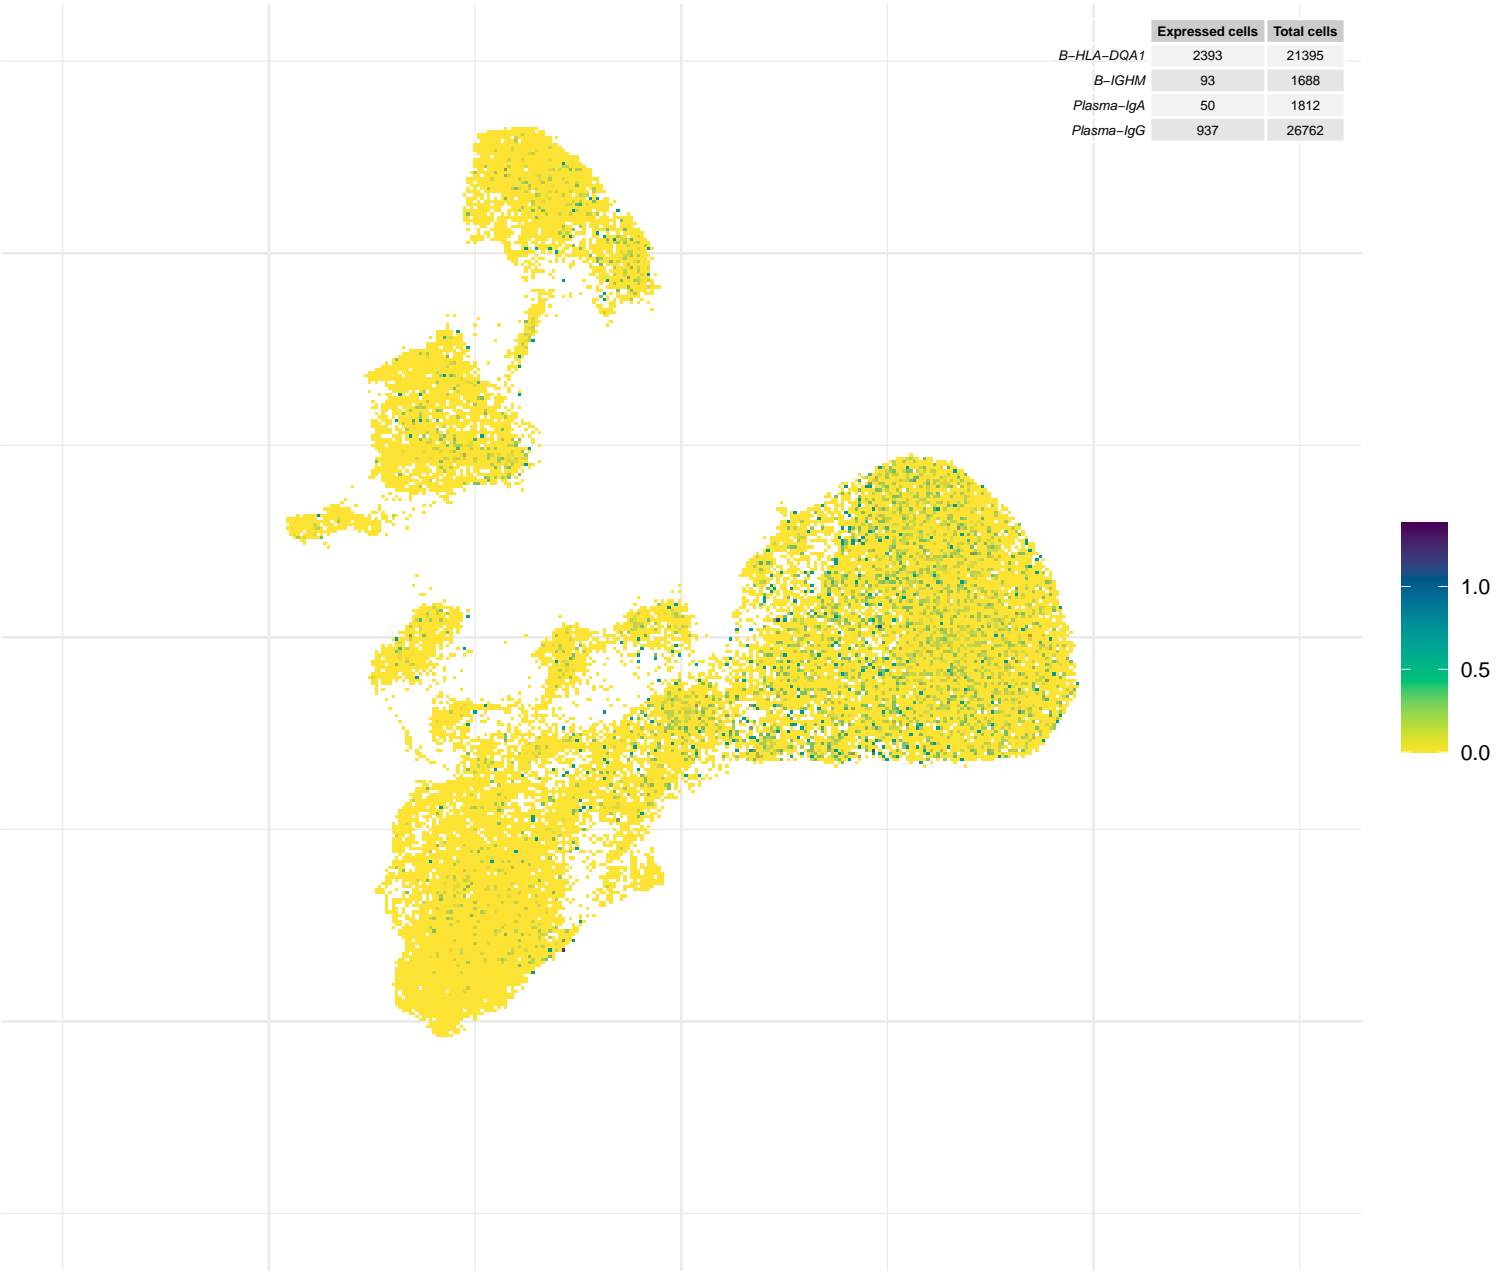 Expressed cells Total cells
B−HLA−DQA1 2393 21395
B−IGHM 93 1688
Plasma−IgA 50 1812
Plasma−IgG 937 26762
1.0
0.5
0.0